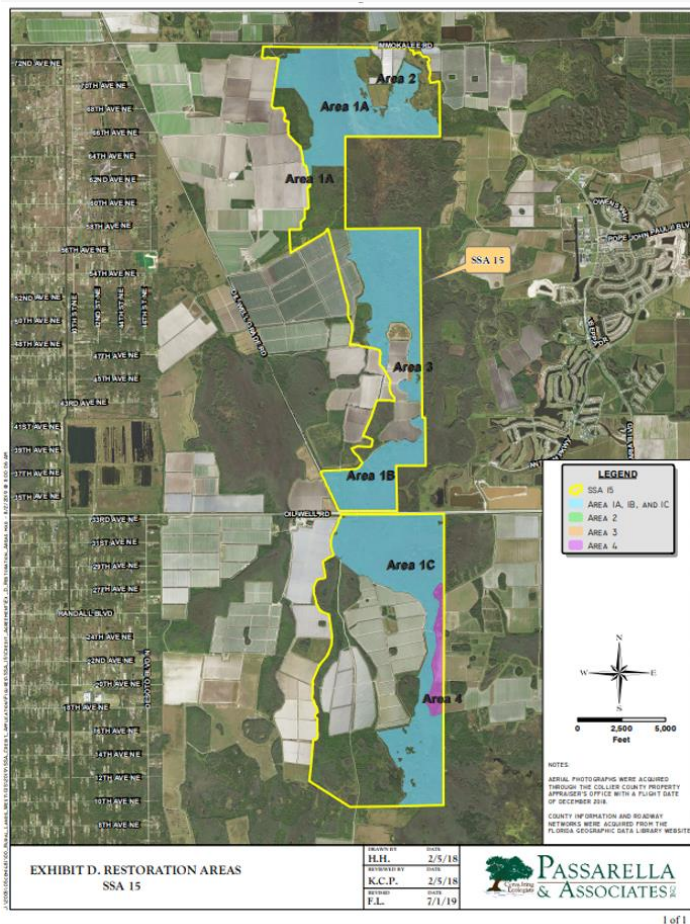 IMMOKALEE RD
72ND AVE NE
70TH AVE NE
68TH AVE NE
66TH AVE NE
64TH AVE NE
62ND AVE NE
60TH AVE NE
58TH AVE NE
56TH AVE NE
54TH AVE NE
52ND AVE NE
50TH AVE NE
48TH AVE NE
47TH AVE NE
45TH AVE NE
43RD AVE NE
41ST AVE NE
39TH AVE NE
37TH AVE NE
35TH AVE NE
33RD AVE NE
31ST AVE NE
29TH AVE NE
27TH AVE NE
RANDALL BLVD
24TH AVE NE
22ND AVE NE
20TH AVE NE
18TH AVE NE
16TH AVE NE
14TH AVE NE
12TH AVE NE
10TH AVE NE
8TH AVE NE
DESOTO BLVD N
Area 2
Area 1A
Area 1A
OWENS WAY
POPE JOHN PAUL II BLVD
SSA 15
Area 3
Area 1B
OIL WELL RD
Area 1C
Area 4
LEGEND
SSA 15
AREA 1A, 1B, AND 1C
AREA 2
AREA 3
AREA 4
N
W E
S
0 2,500 5,000
Feet
NOTES:
AERIAL PHOTOGRAPHS WERE ACQUIRED
THROUGH THE COLLIER COUNTY PROPERTY
APPRAISER'S OFFICE WITH A FLIGHT DATE
OF DECEMBER 2018.
COUNTY INFORMATION AND ROADWAY
NETWORKS WERE ACQUIRED FROM THE
FLORIDA GEOGRAPHIC DATA LIBRARY WEBSITE
EXHIBIT D. RESTORATION AREAS
SSA 15
DRAWN BY DATE
H.H. 2/5/18
REVIEWED BY DATE
K.C.P. 2/5/18
REVISED DATE
F.L. 7/1/19
Consulting
Ecologists
PASSARELLA
& ASSOCIATES INC
1 of 1